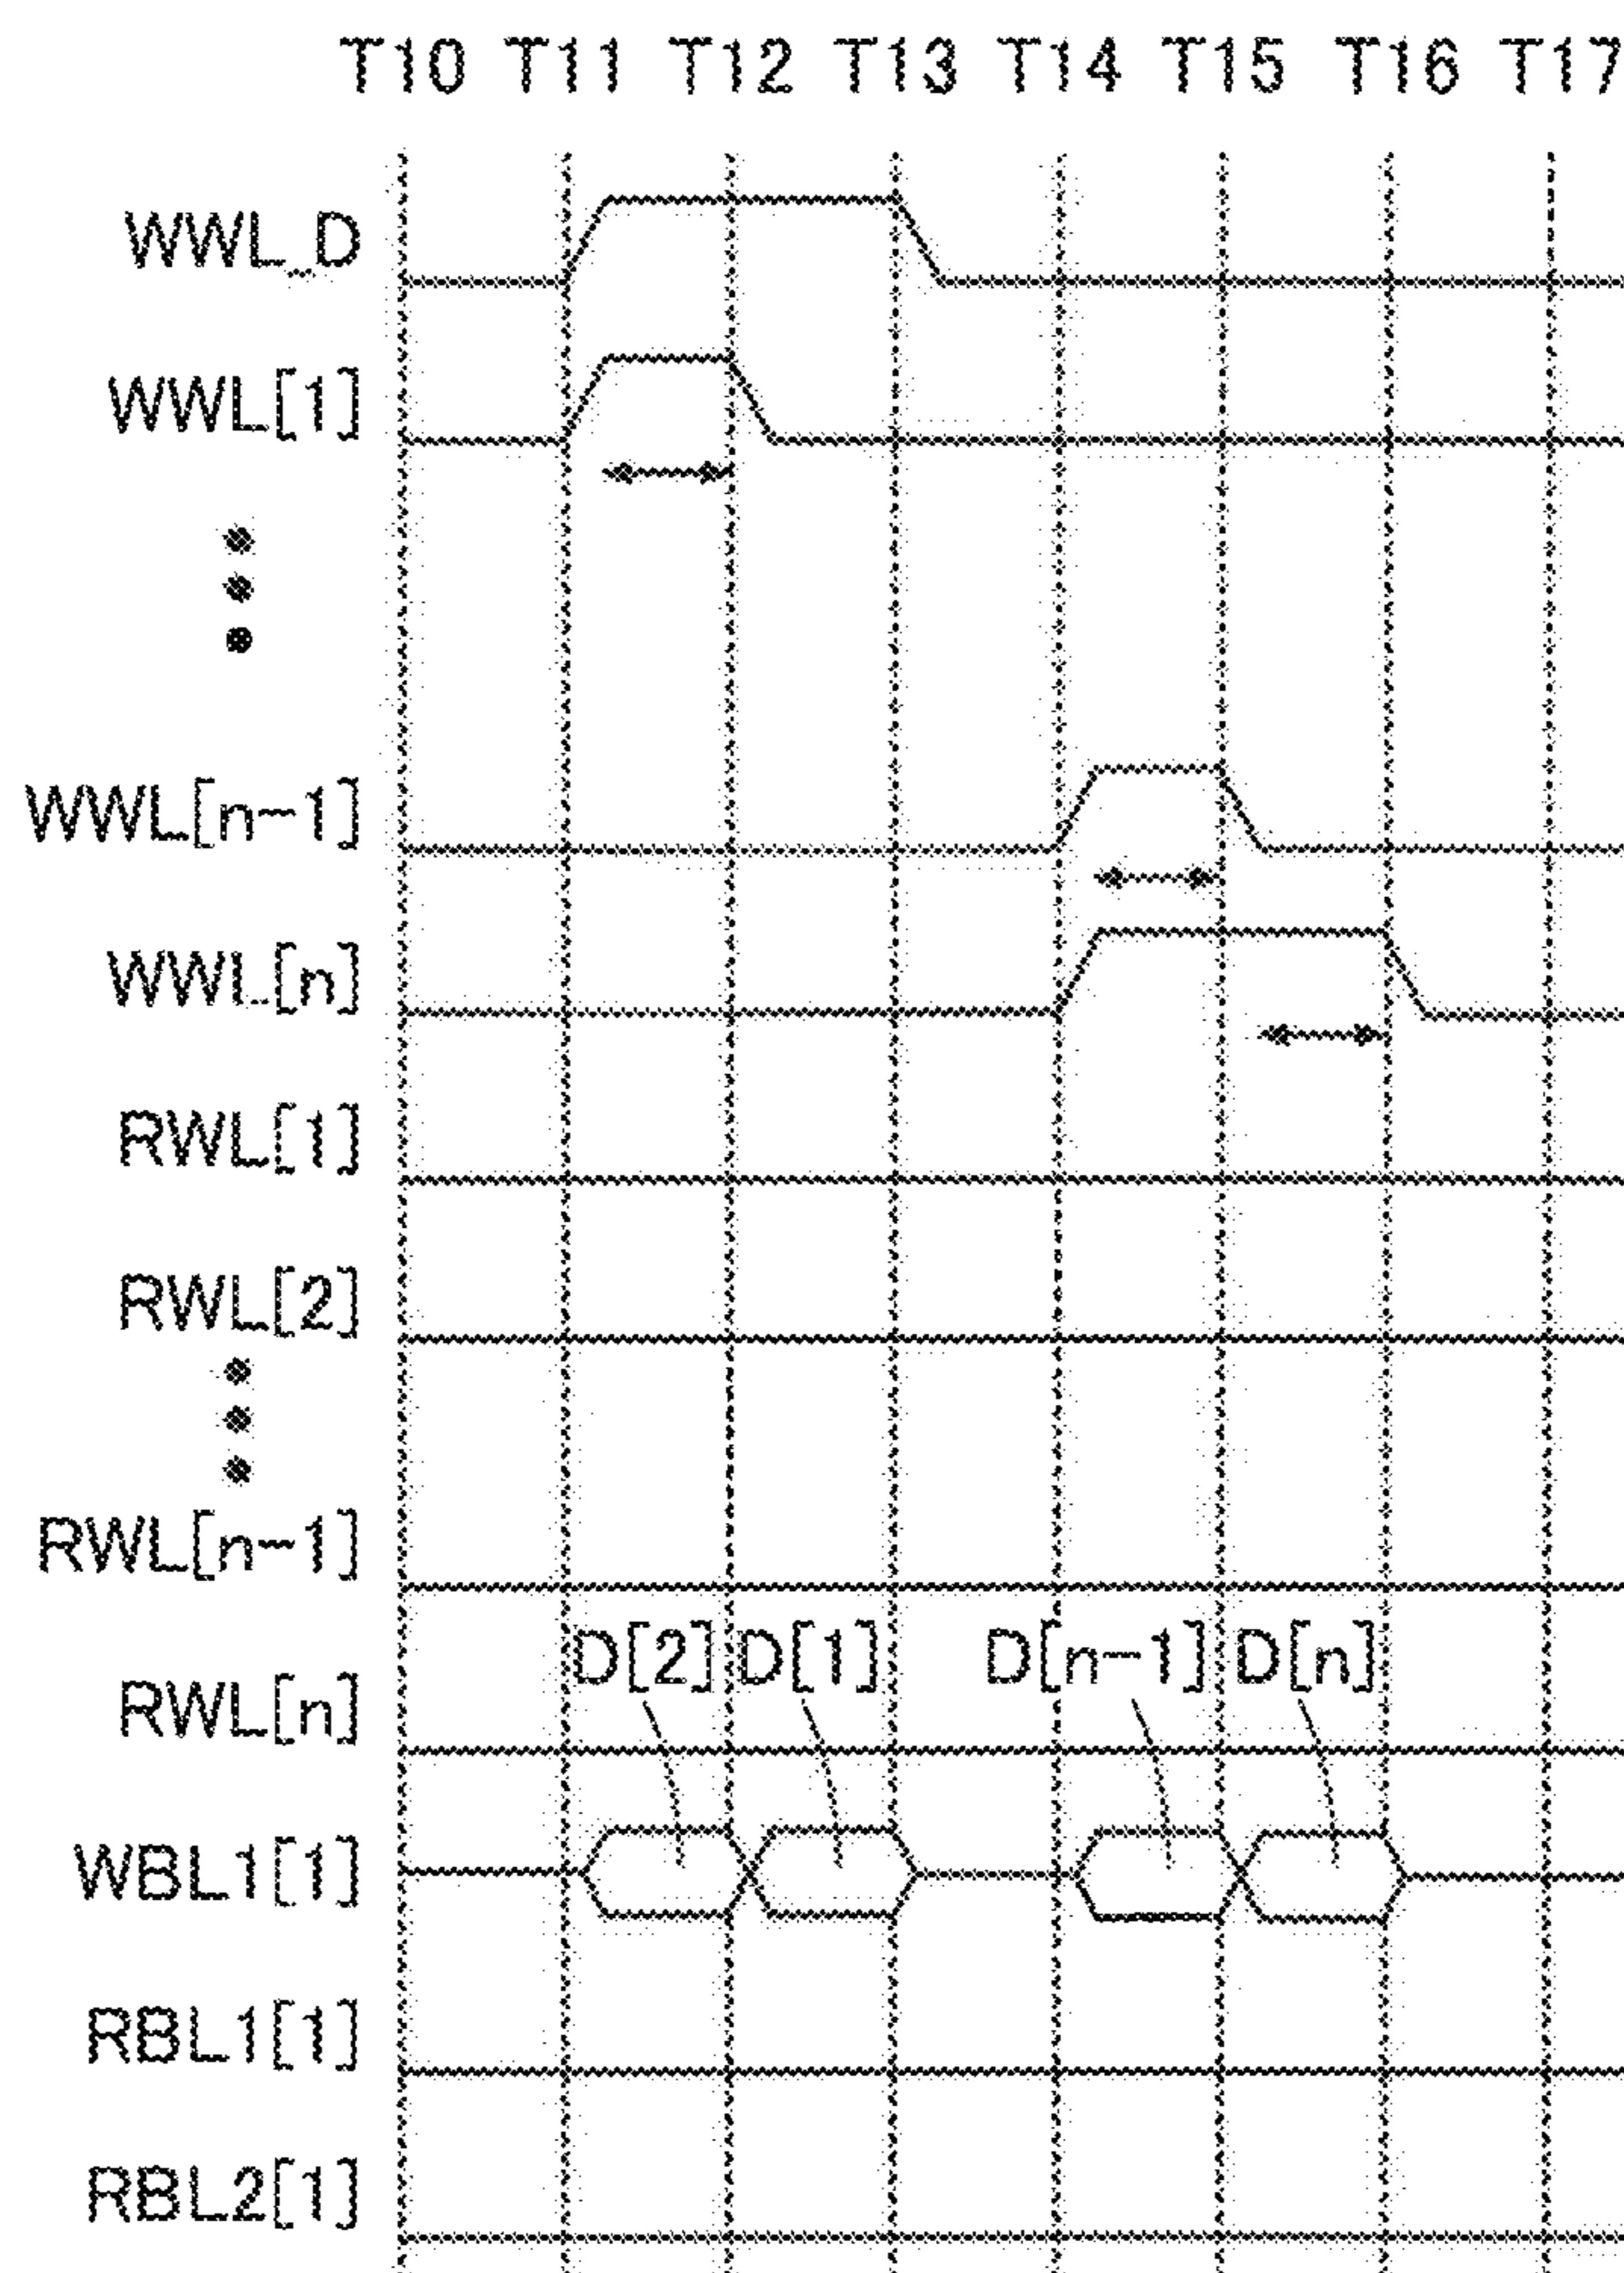 T10 T11 T12 T13 T14 T15 T16 T17
WWL_D
WWL[1]
WWL[n-1]
WWL[n]
RWL[1]
RWL[2]
RWL[n-1]
D[2] D[1] D[n-1] D[n]
RWL[n]
WBL1[1]
RBL1[1]
RBL2[1]